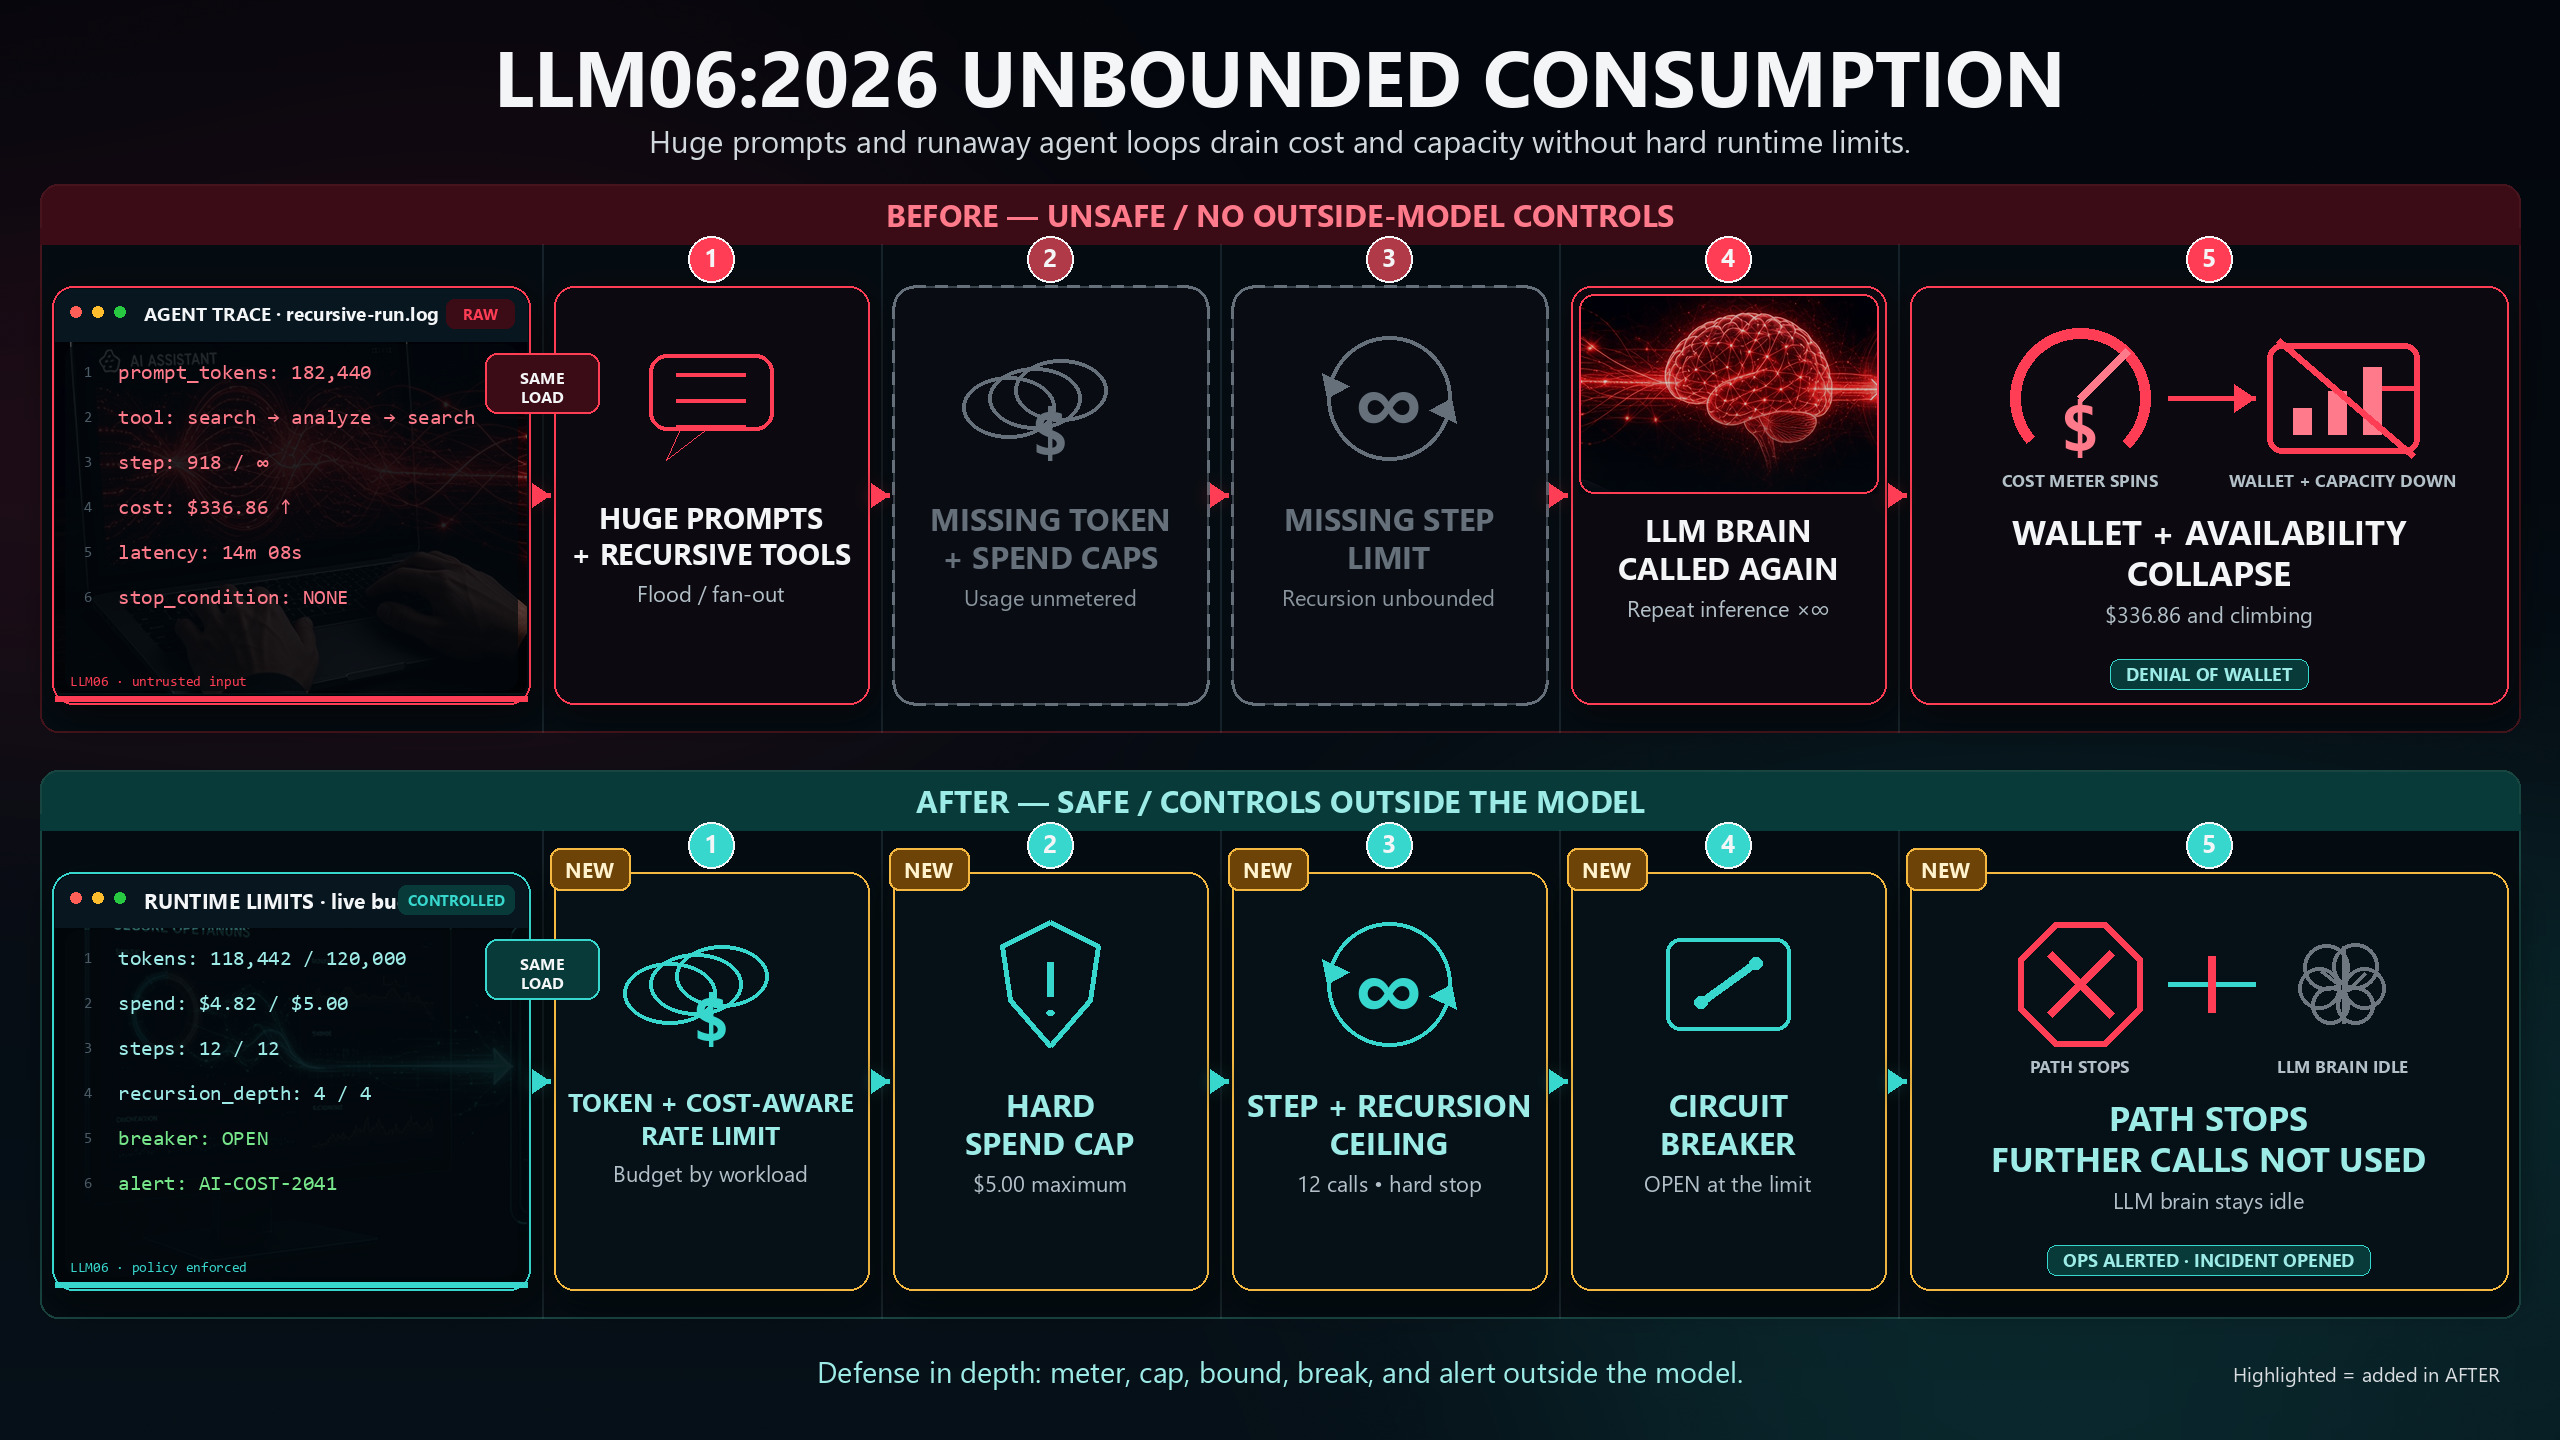 LLM06:2026 UNBOUNDED CONSUMPTION
Huge prompts and runaway agent loops drain cost and capacity without hard runtime limits.
BEFORE — UNSAFE / NO OUTSIDE-MODEL CONTROLS
AGENT TRACE · recursive-run.log
RAW
AI ASSISTANT
1 prompt_tokens: 182,440
2 tool: search → analyze → search
3 step: 918 / ∞
4 cost: $336.86 ↑
5 latency: 14m 08s
6 stop_condition: NONE
LLM06 · untrusted input
SAME
LOAD
1
HUGE PROMPTS
+ RECURSIVE TOOLS
Flood / fan-out
2
$
MISSING TOKEN
+ SPEND CAPS
Usage unmetered
3
∞
MISSING STEP
LIMIT
Recursion unbounded
4
LLM BRAIN
CALLED AGAIN
Repeat inference ×∞
5
$
COST METER SPINS
WALLET + CAPACITY DOWN
WALLET + AVAILABILITY
COLLAPSE
$336.86 and climbing
DENIAL OF WALLET
AFTER — SAFE / CONTROLS OUTSIDE THE MODEL
RUNTIME LIMITS · live bu
CONTROLLED
1 tokens: 118,442 / 120,000
2 spend: $4.82 / $5.00
3 steps: 12 / 12
4 recursion_depth: 4 / 4
5 breaker: OPEN
6 alert: AI-COST-2041
LLM06 · policy enforced
SAME
LOAD
NEW
1
$
TOKEN + COST-AWARE
RATE LIMIT
Budget by workload
NEW
2
!
HARD
SPEND CAP
$5.00 maximum
NEW
3
∞
STEP + RECURSION
CEILING
12 calls • hard stop
NEW
4
CIRCUIT
BREAKER
OPEN at the limit
NEW
5
PATH STOPS
LLM BRAIN IDLE
PATH STOPS
FURTHER CALLS NOT USED
LLM brain stays idle
OPS ALERTED · INCIDENT OPENED
Defense in depth: meter, cap, bound, break, and alert outside the model.
Highlighted = added in AFTER